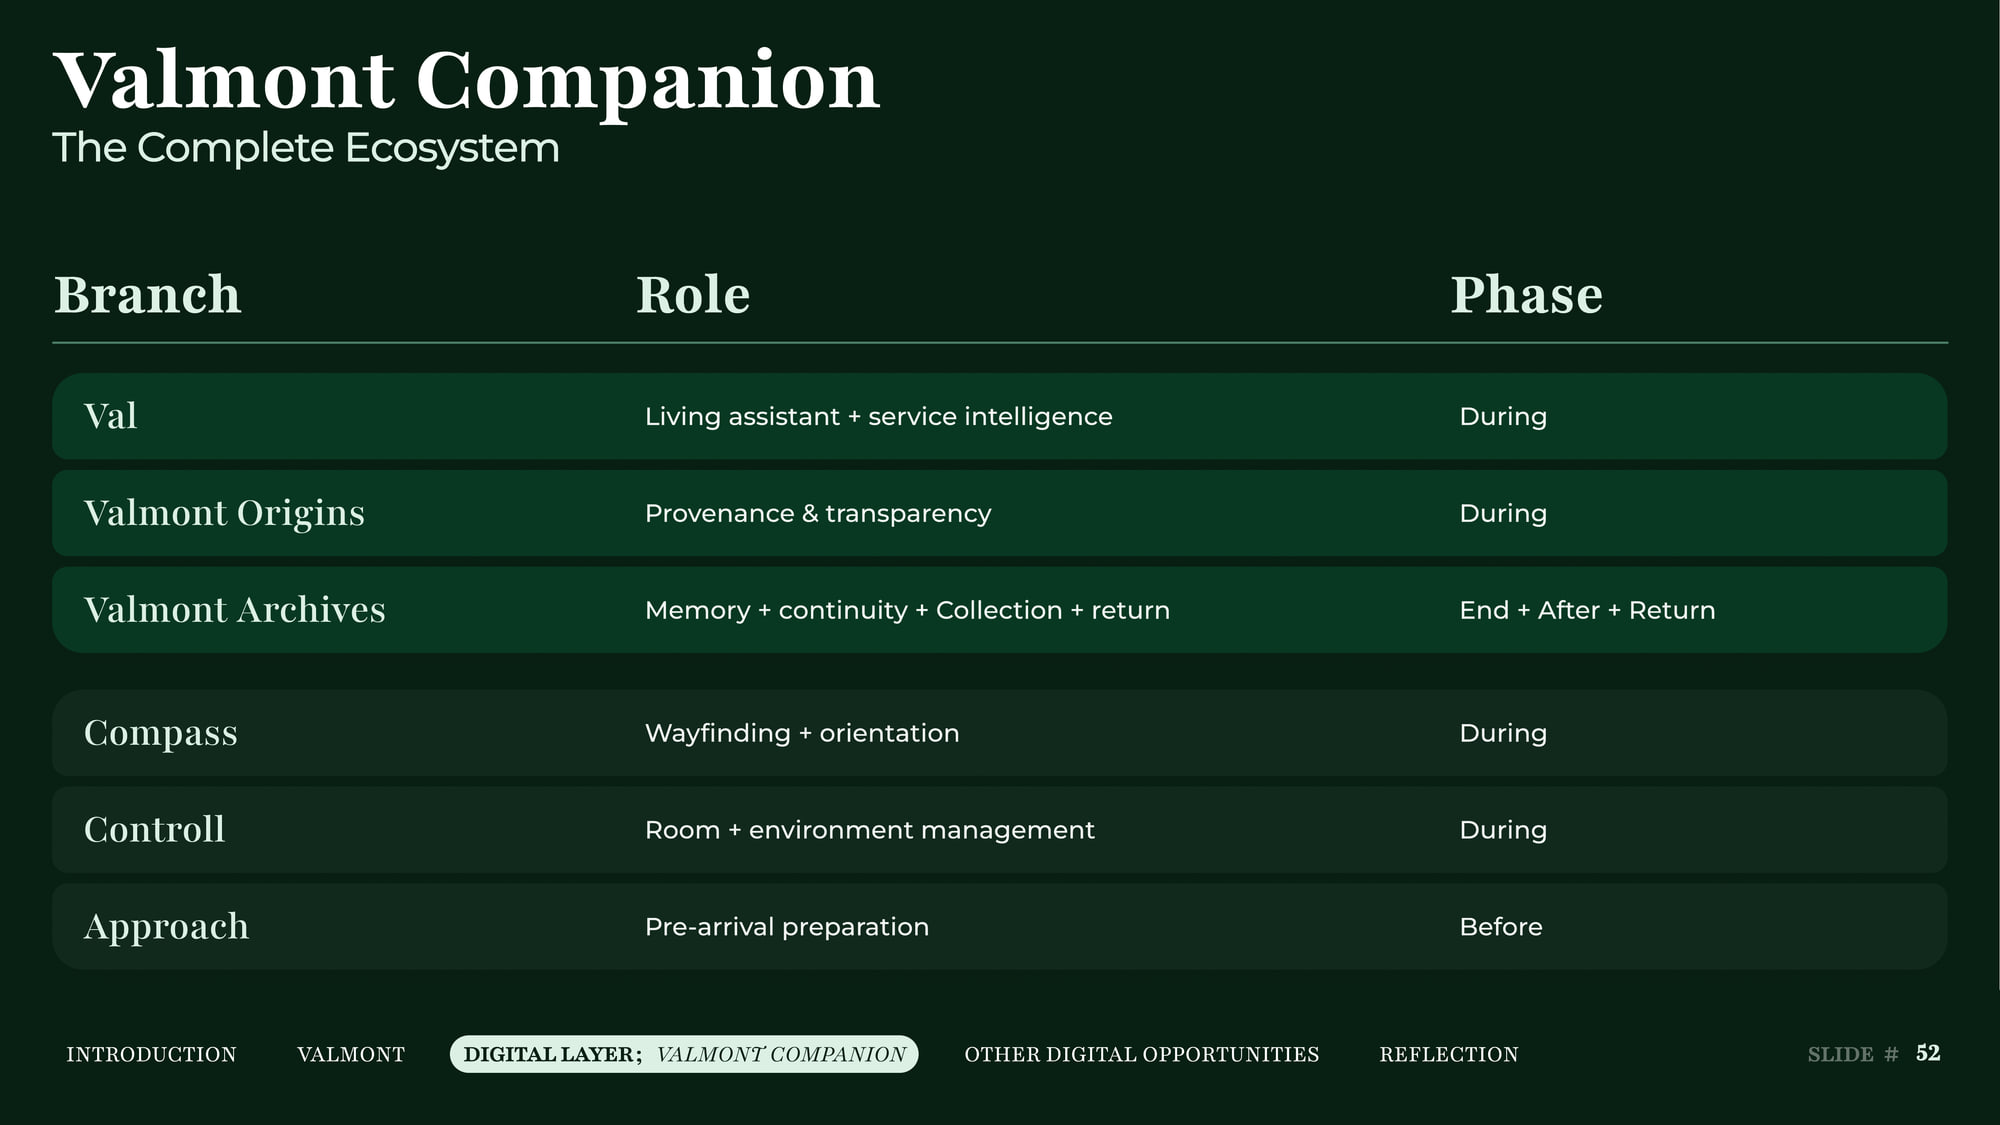 Valmont Companion
The Complete Ecosystem
Branch Role Phase
Val Living assistant + service intelligence During
Valmont Origins Provenance & transparency During
Valmont Archives Memory + continuity + Collection + return End + After + Return
Compass Wayfinding + orientation During
Controll Room + environment management During
Approach Pre-arrival preparation Before
INTRODUCTION VALMONT DIGITAL LAYER; VALMONT COMPANION OTHER DIGITAL OPPORTUNITIES REFLECTION SLIDE # 52